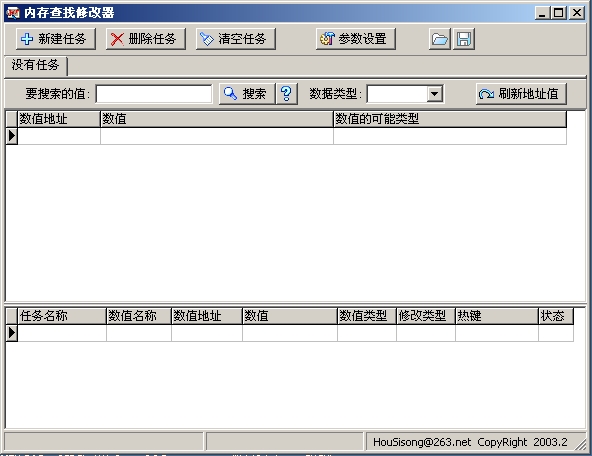 内存查找修改器
新建任务 删除任务 清空任务 参数设置
没有任务
要搜索的值: 搜索 ? 数据类型: 刷新地址值
数值地址 数值 数值的可能类型
任务名称 数值名称 数值地址 数值 数值类型 修改类型 热键 状态
HouSisong@263.net CopyRight 2003.2